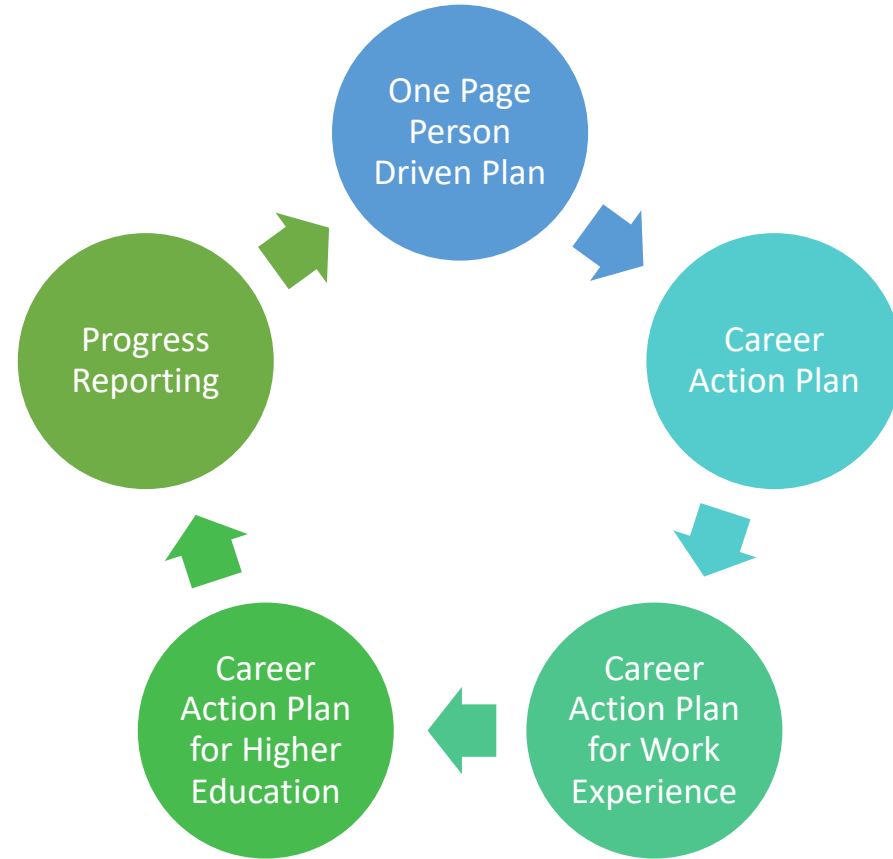 One Page
Person
Driven Plan
Career
Action Plan
Career
Action Plan
for Work
Experience
Career
Action Plan
for Higher
Education
Progress
Reporting